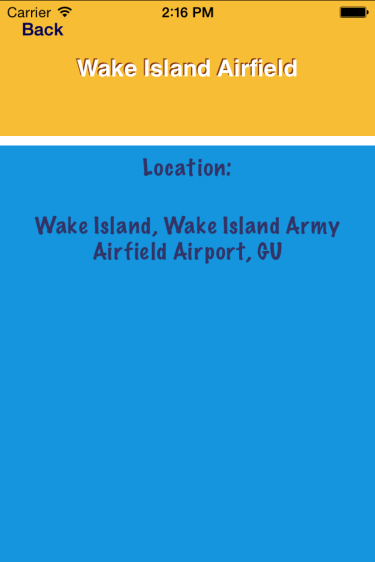 Carrier 2:16 PM
Back
Wake Island Airfield
Location:
Wake Island, Wake Island Army
Airfield Airport, GU